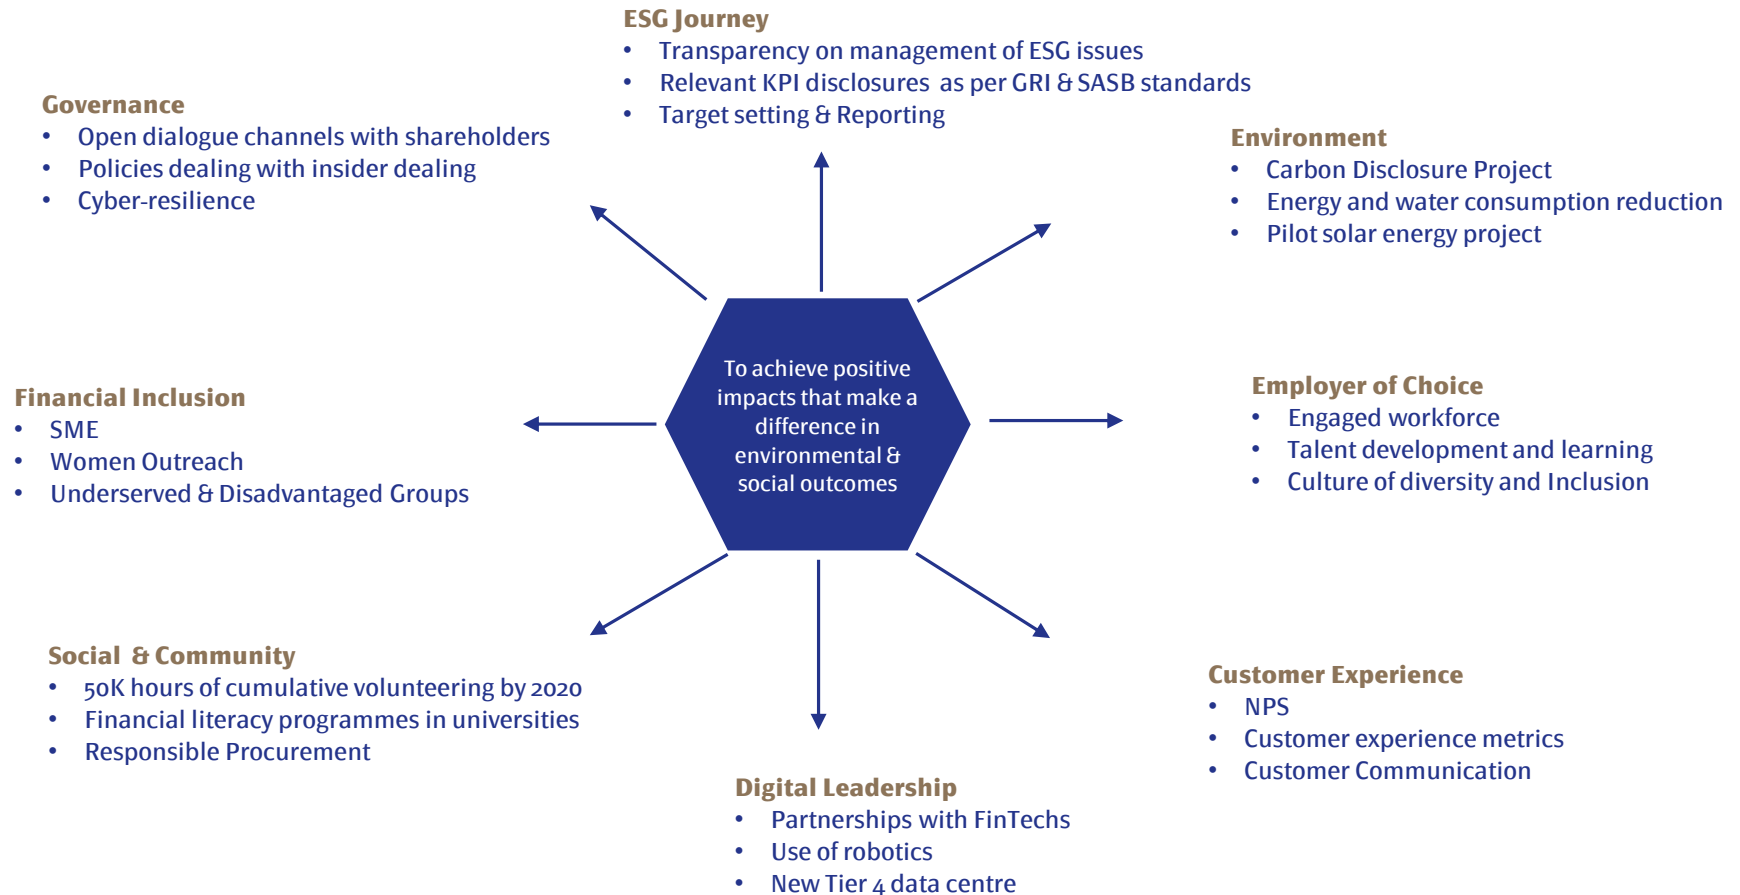 ESG Journey
• Transparency on management of ESG issues
• Relevant KPI disclosures as per GRI & SASB standards
• Target setting & Reporting
Governance
• Open dialogue channels with shareholders
• Policies dealing with insider dealing
• Cyber-resilience
Environment
• Carbon Disclosure Project
• Energy and water consumption reduction
• Pilot solar energy project
To achieve positive
impacts that make a
difference in
environmental &
social outcomes
Financial Inclusion
• SME
• Women Outreach
• Underserved & Disadvantaged Groups
Employer of Choice
• Engaged workforce
• Talent development and learning
• Culture of diversity and Inclusion
Social & Community
• 50K hours of cumulative volunteering by 2020
• Financial literacy programmes in universities
• Responsible Procurement
Customer Experience
• NPS
• Customer experience metrics
• Customer Communication
Digital Leadership
• Partnerships with FinTechs
• Use of robotics
• New Tier 4 data centre